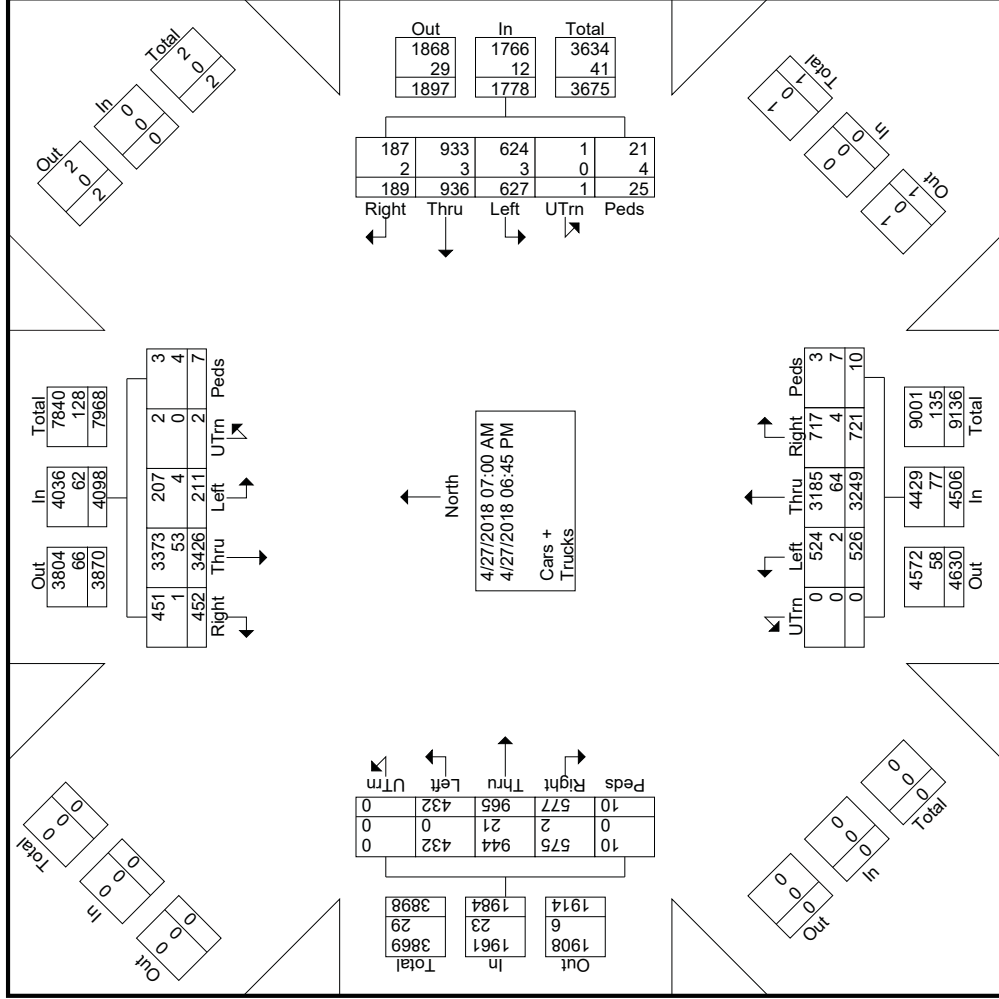 Out In Total
1868 1766 3634
29 12 41
1897 1778 3675
187 933 624 1 21
2 3 3 0 4
189 936 627 1 25
Right Thru Left UTrn Peds
Total
2
0
2
In
0
0
0
Out
2
0
2
Total
1
0
1
In
0
0
0
Out
1
0
1
Out In Total
3804 4036 7840
66 62 128
3870 4098 7968
451 3373 207 2 3
1 53 4 0 4
452 3426 211 2 7
Right Thru Left UTrn Peds
North
4/27/2018 07:00 AM
4/27/2018 06:45 PM
Cars +
Trucks
UTrn Left Thru Right Peds
0 524 3185 717 3
0 2 64 4 7
0 526 3249 721 10
4572 4429 9001
58 77 135
4630 4506 9136
Out In Total
UTrn Left Thru Right Peds
0 432 965 577 10
0 0 21 2 0
0 432 944 575 10
3898 1984 1914
29 23 6
3869 1961 1908
Total In Out
Total
0
0
0
In
0
0
0
Out
0
0
0
Total
0
0
0
In
0
0
0
Out
0
0
0